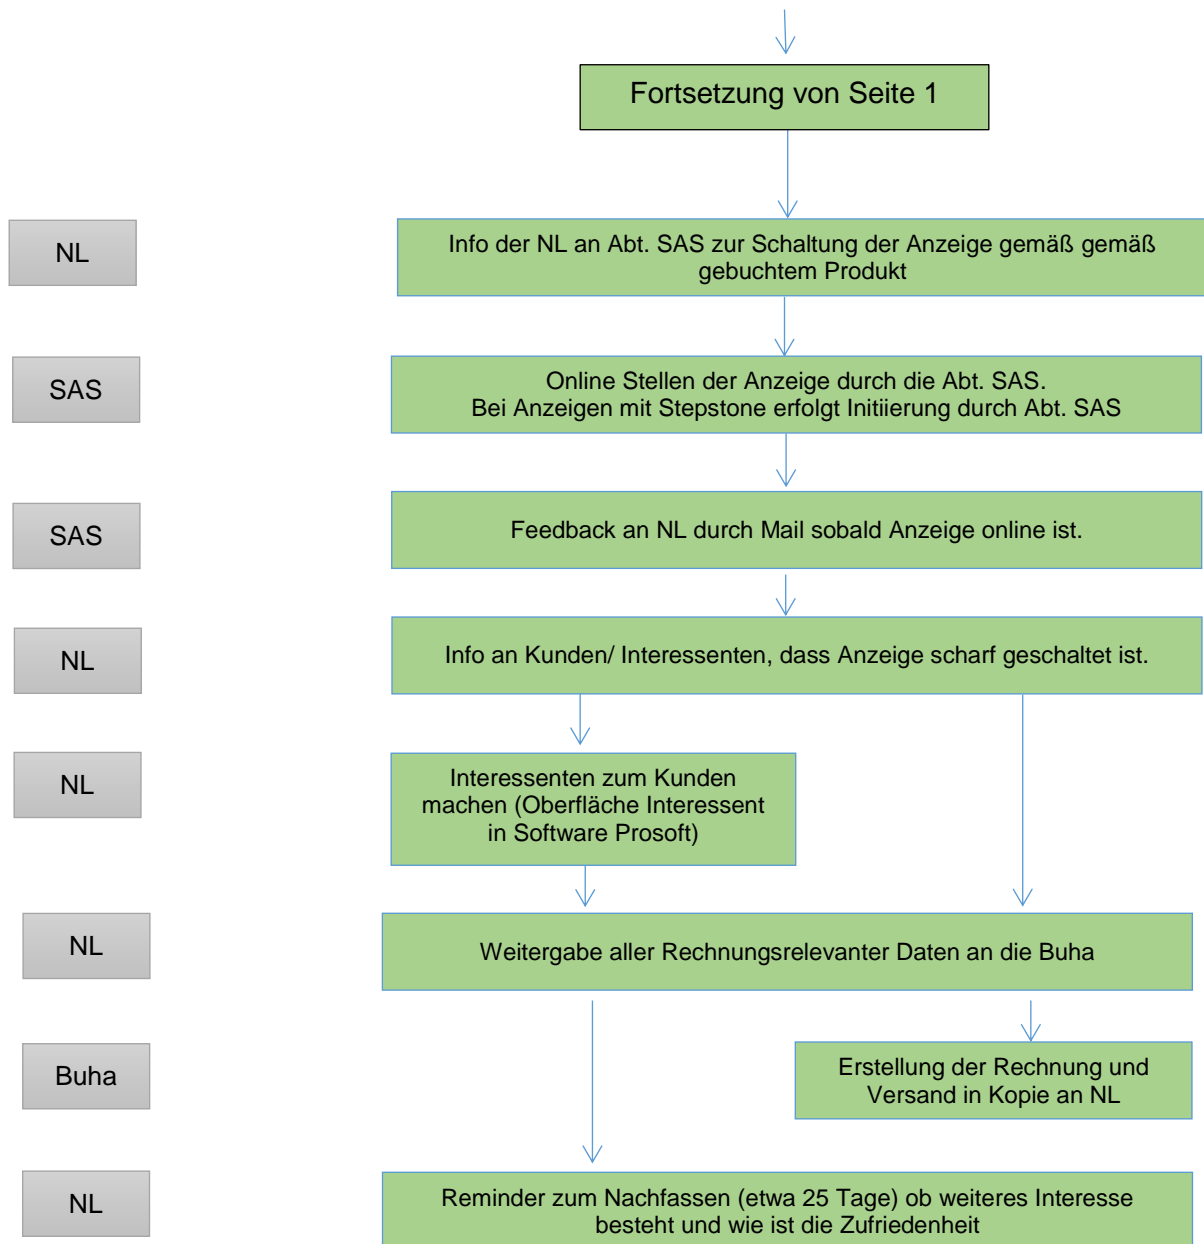 Fortsetzung von Seite 1
NL
Info der NL an Abt. SAS zur Schaltung der Anzeige gemäß gemäß
gebuchtem Produkt
SAS
Online Stellen der Anzeige durch die Abt. SAS.
Bei Anzeigen mit Stepstone erfolgt Initiierung durch Abt. SAS
SAS
Feedback an NL durch Mail sobald Anzeige online ist.
NL
Info an Kunden/ Interessenten, dass Anzeige scharf geschaltet ist.
NL
Interessenten zum Kunden
machen (Oberfläche Interessent
in Software Prosoft)
NL
Weitergabe aller Rechnungsrelevanter Daten an die Buha
Buha
Erstellung der Rechnung und
Versand in Kopie an NL
NL
Reminder zum Nachfassen (etwa 25 Tage) ob weiteres Interesse
besteht und wie ist die Zufriedenheit